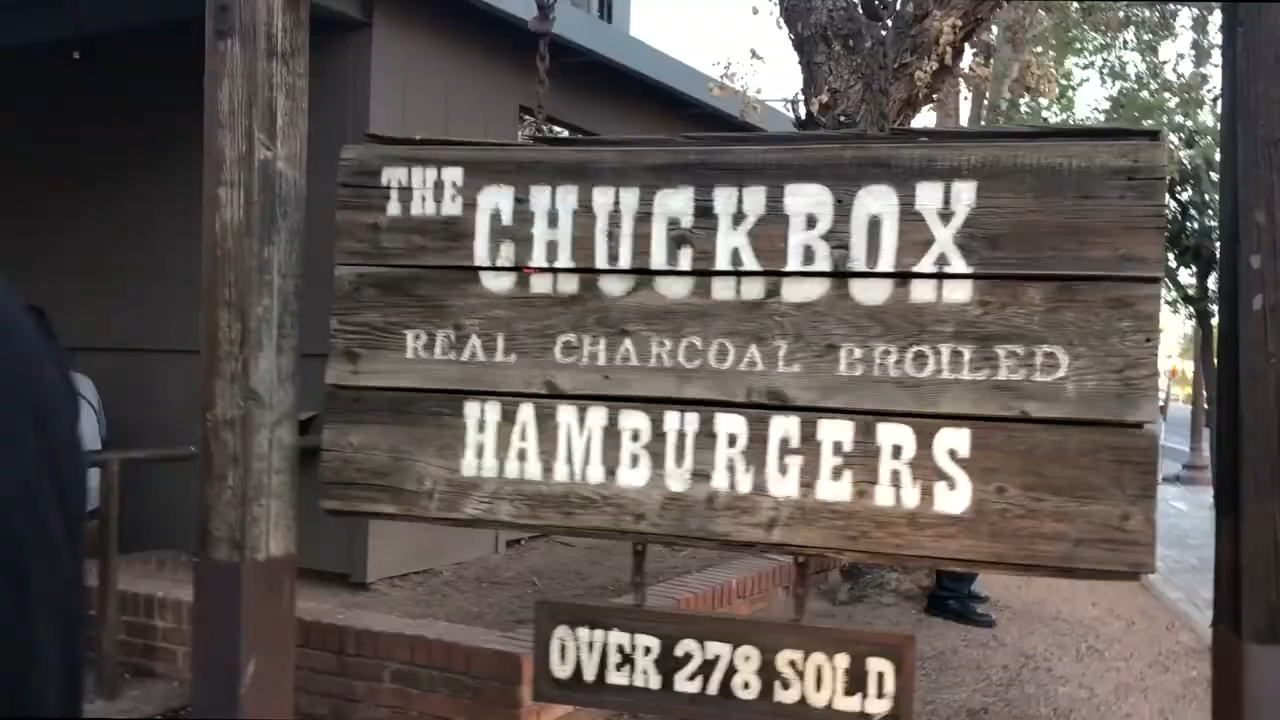 THE CHUCKBOX
REAL CHARCOAL BROILED
HAMBURGERS
OVER 278 SOLD